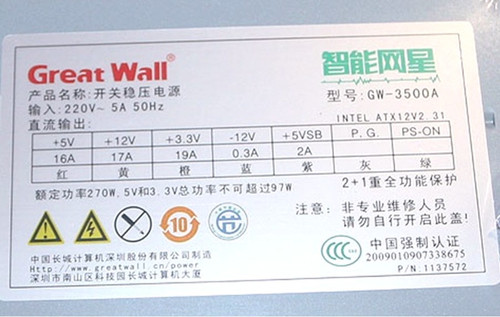 Great Wall®
智能网星
产品名称:开关稳压电源
型号:GW-3500A
输入:220V~ 5A 50Hz
直流输出:
INTEL ATX12V2.31
+5V +12V +3.3V -12V +5VSB P.G. PS-ON
16A 17A 19A 0.3A 2A
红 黄 橙 蓝 紫 灰 绿
额定功率270W,5V和3.3V总功率不可超过97W
2+1重全功能保护
注意:非专业维修人员
请勿自行开启此盖!
10
中国长城计算机深圳股份有限公司制造
Http://www.greatwall.cn/power
深圳市南山区科技园长城计算机大厦
CCC
中国强制认证
2009010907338675
P/N:1137572